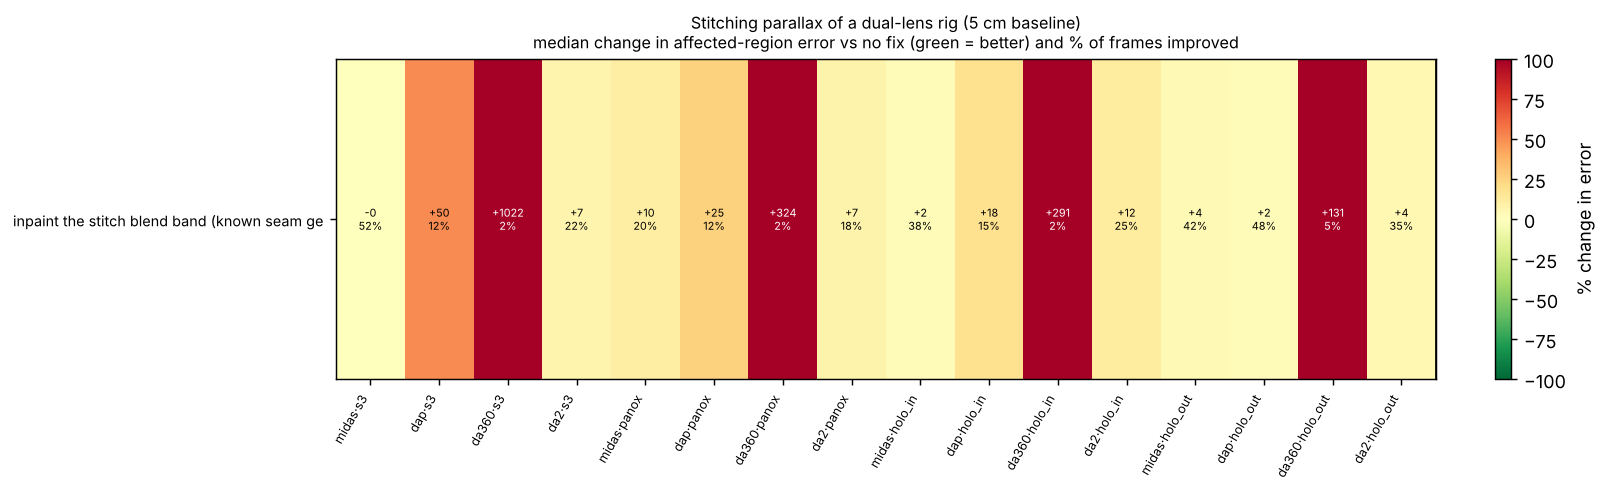 Stitching parallax of a dual-lens rig (5 cm baseline)
median change in affected-region error vs no fix (green = better) and % of frames improved
inpaint the stitch blend band (known seam ge
-0
52%
+50
12%
+1022
2%
+7
22%
+10
20%
+25
12%
+324
2%
+7
18%
+2
38%
+18
15%
+291
2%
+12
25%
+4
42%
+2
48%
+131
5%
+4
35%
midas·s3
dap·s3
da360·s3
da2·s3
midas·panox
dap·panox
da360·panox
da2·panox
midas·holo_in
dap·holo_in
da360·holo_in
da2·holo_in
midas·holo_out
dap·holo_out
da360·holo_out
da2·holo_out
100
75
50
25
0
−25
−50
−75
−100
% change in error